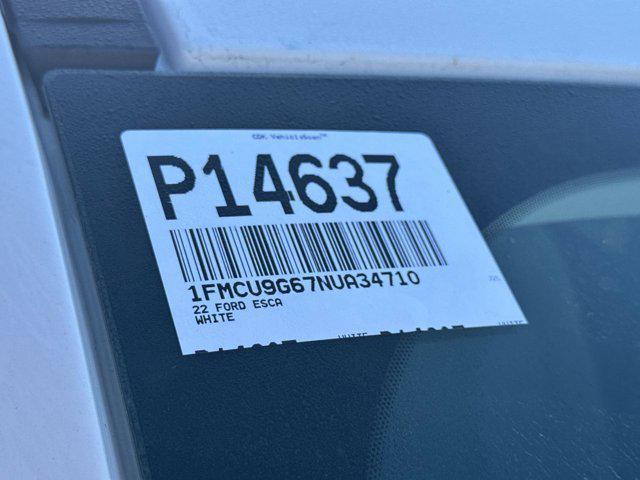 CDK VehicleScan™
P14637
1FMCU9G67NUA34710
22 FORD ESCA
WHITE